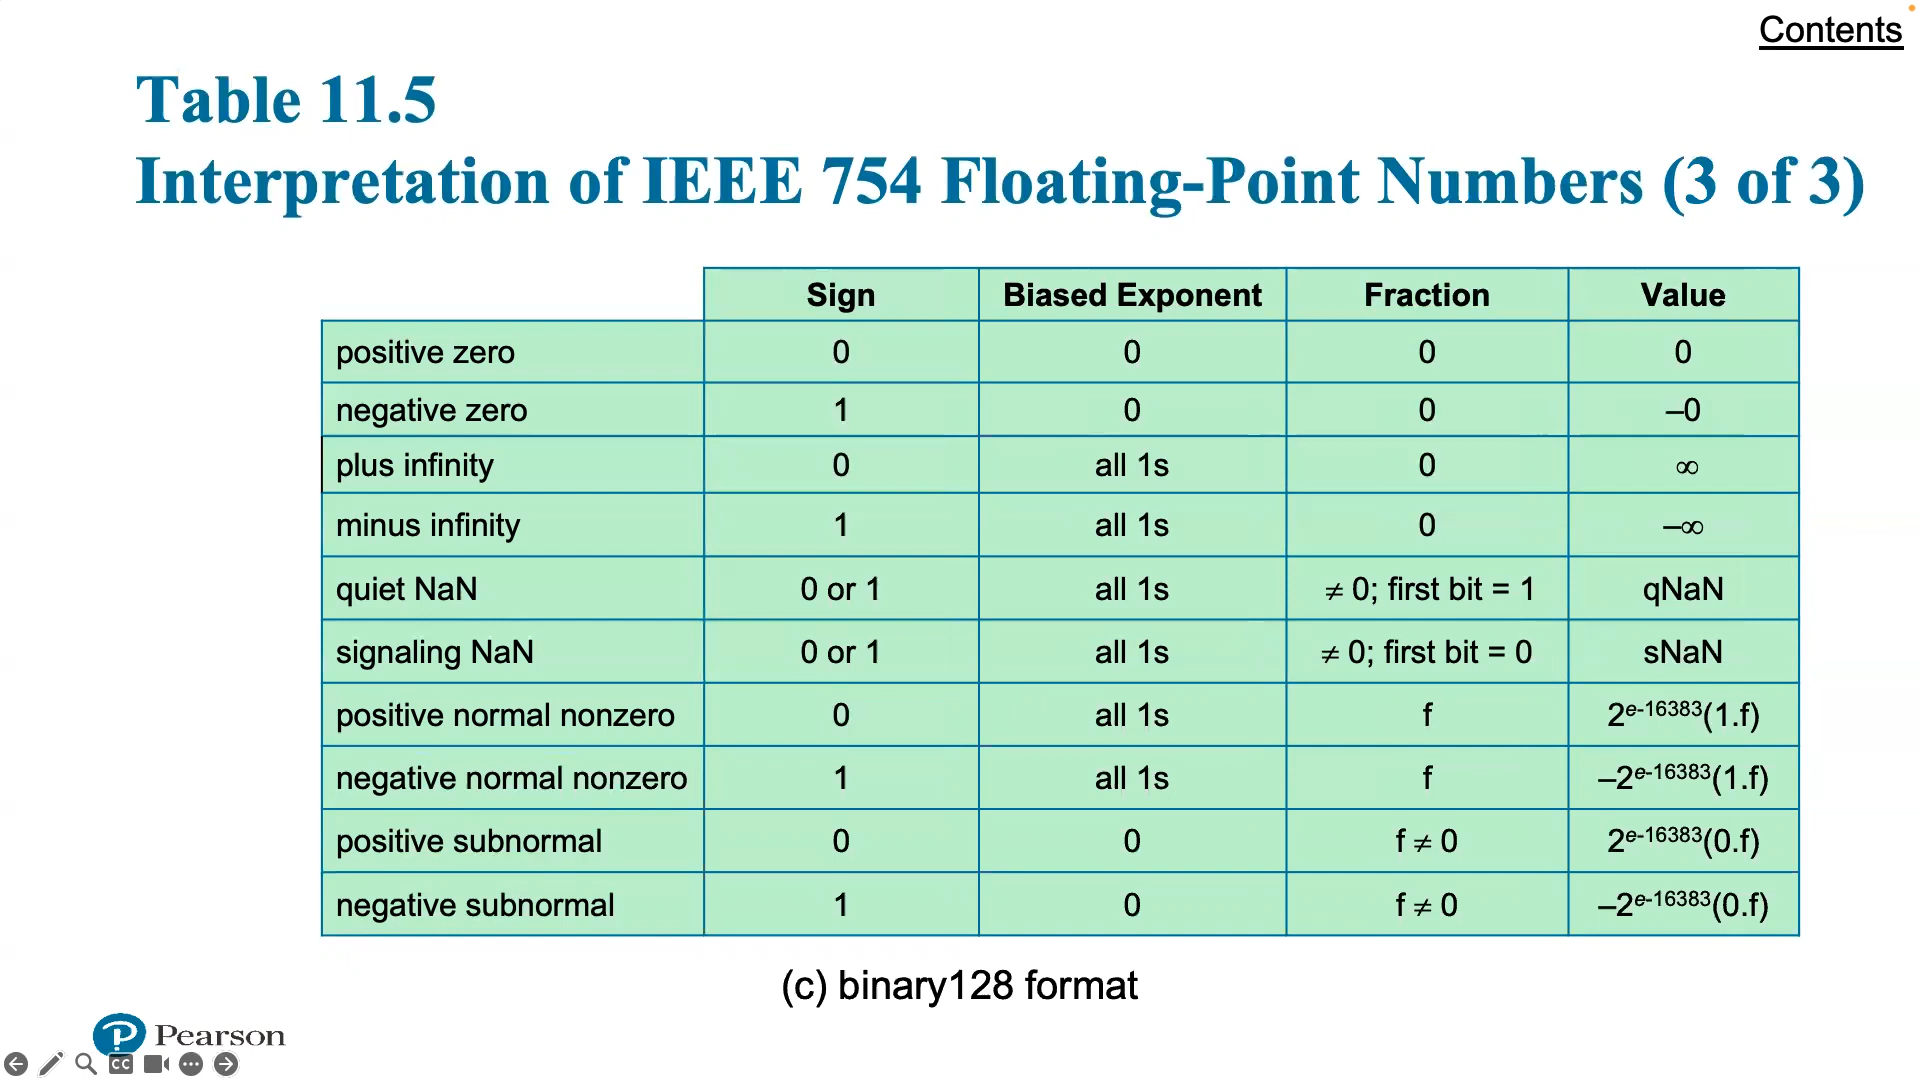 Contents
Table 11.5
Interpretation of IEEE 754 Floating-Point Numbers (3 of 3)
Sign Biased Exponent Fraction Value
positive zero 0 0 0 0
negative zero 1 0 0 –0
plus infinity 0 all 1s 0 ∞
minus infinity 1 all 1s 0 –∞
quiet NaN 0 or 1 all 1s ≠ 0; first bit = 1 qNaN
signaling NaN 0 or 1 all 1s ≠ 0; first bit = 0 sNaN
positive normal nonzero 0 all 1s f 2^e-16383(1.f)
negative normal nonzero 1 all 1s f –2^e-16383(1.f)
positive subnormal 0 0 f ≠ 0 2^e-16383(0.f)
negative subnormal 1 0 f ≠ 0 –2^e-16383(0.f)
(c) binary128 format
P Pearson
CC